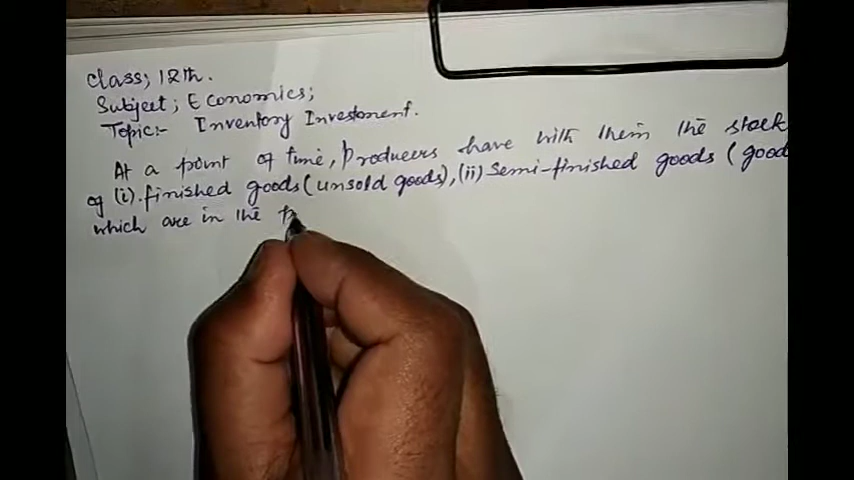 Class; 12th.
Subject; Economics;
Topic:- Inventory Investment.
At a point of time, producers have with them the stock
of (i). finished goods (unsold goods), (ii) Semi-finished goods (good
which are in the